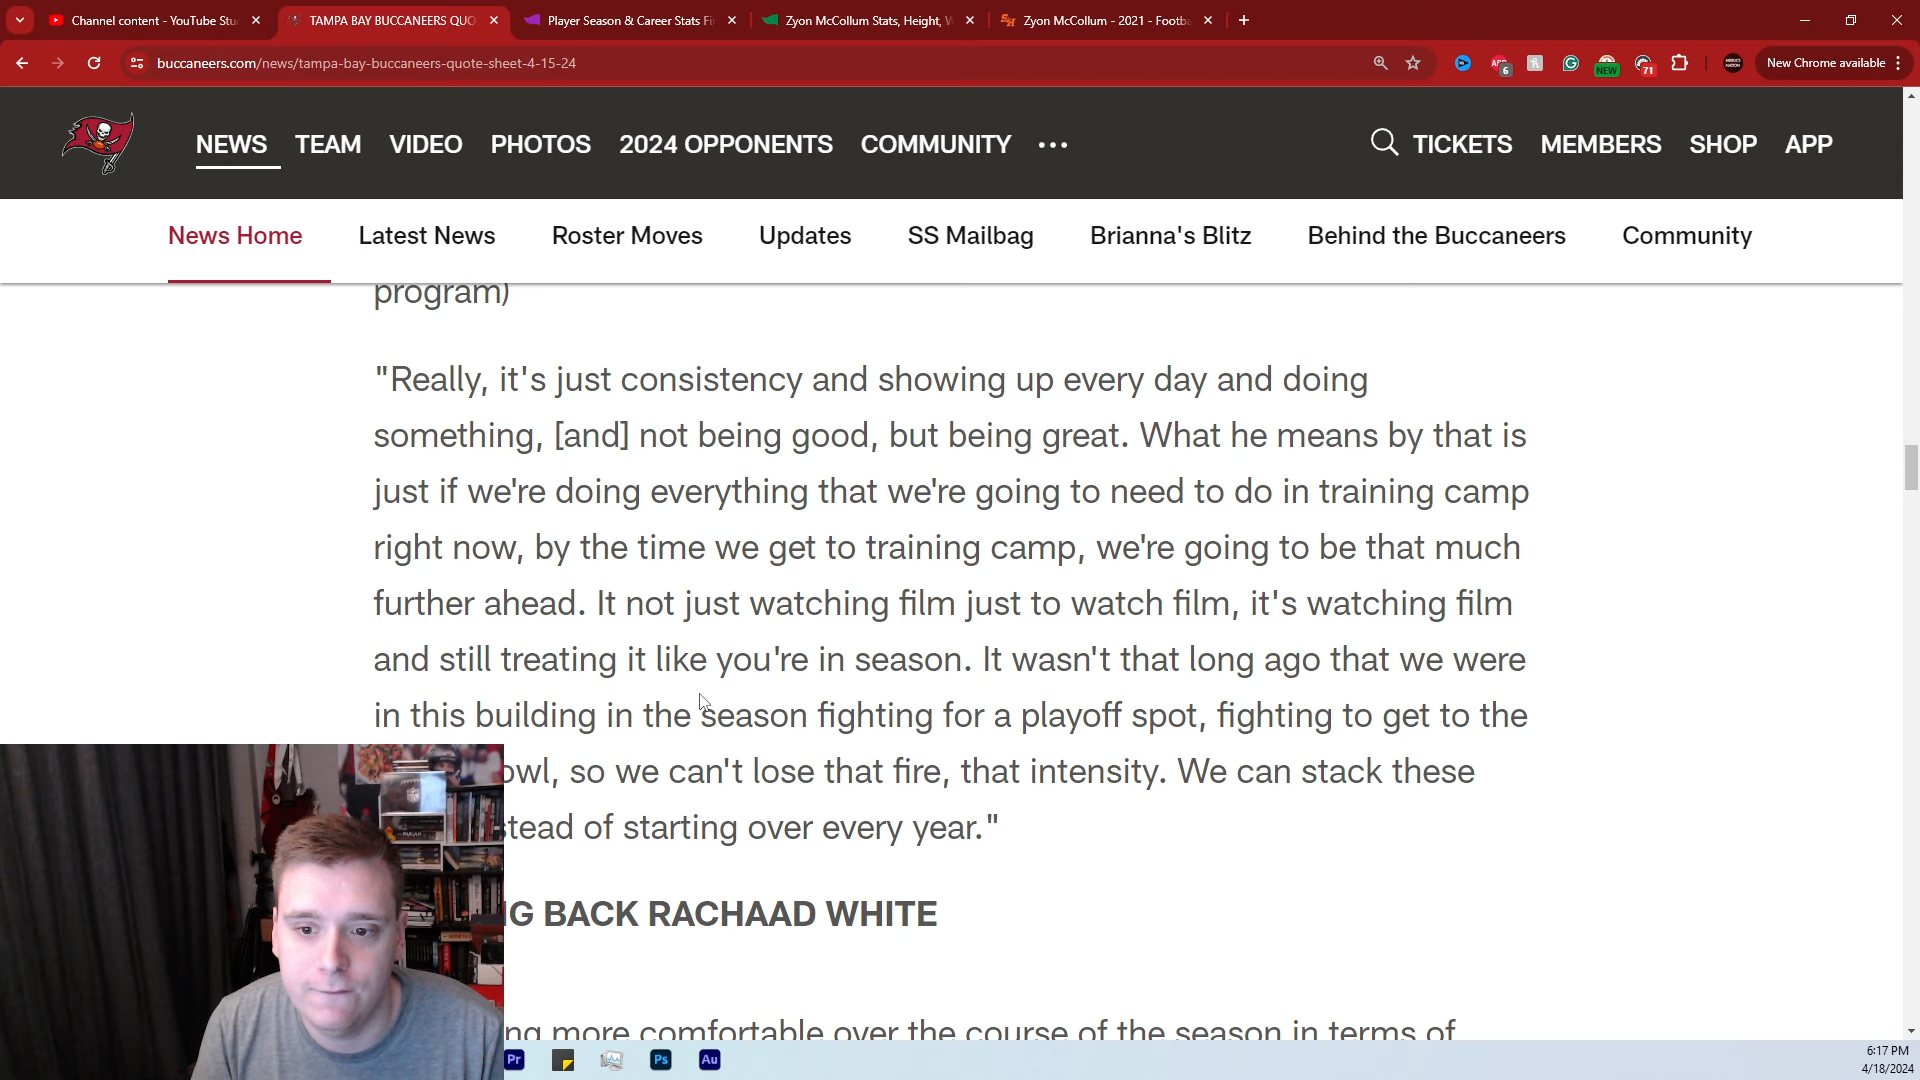 Channel content - YouTube Stu
TAMPA BAY BUCCANEERS QUO
Player Season & Career Stats Fi
Zyon McCollum Stats, Height, W
Zyon McCollum - 2021 - Footba
buccaneers.com/news/tampa-bay-buccaneers-quote-sheet-4-15-24
6
NEW
71
New Chrome available
NEWS
TEAM
VIDEO
PHOTOS
2024 OPPONENTS
COMMUNITY
TICKETS
MEMBERS
SHOP
APP
News Home
Latest News
Roster Moves
Updates
SS Mailbag
Brianna's Blitz
Behind the Buccaneers
Community
program)
"Really, it's just consistency and showing up every day and doing
something, [and] not being good, but being great. What he means by that is
just if we're doing everything that we're going to need to do in training camp
right now, by the time we get to training camp, we're going to be that much
further ahead. It not just watching film just to watch film, it's watching film
and still treating it like you're in season. It wasn't that long ago that we were
in this building in the season fighting for a playoff spot, fighting to get to the
owl, so we can't lose that fire, that intensity. We can stack these
stead of starting over every year."
G BACK RACHAAD WHITE
ng more comfortable over the course of the season in terms of
Pr
Ps
Au
6:17 PM
4/18/2024